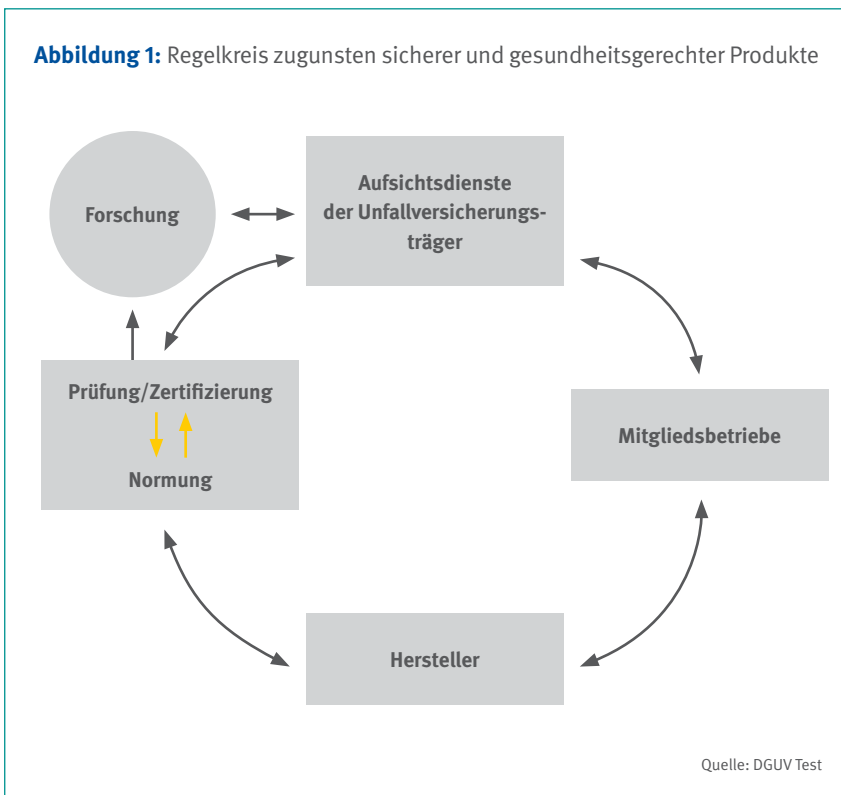 Abbildung 1: Regelkreis zugunsten sicherer und gesundheitsgerechter Produkte
Forschung
Aufsichtsdienste
der Unfallversicherungs-
träger
Prüfung/Zertifizierung
Normung
Mitgliedsbetriebe
Hersteller
Quelle: DGUV Test